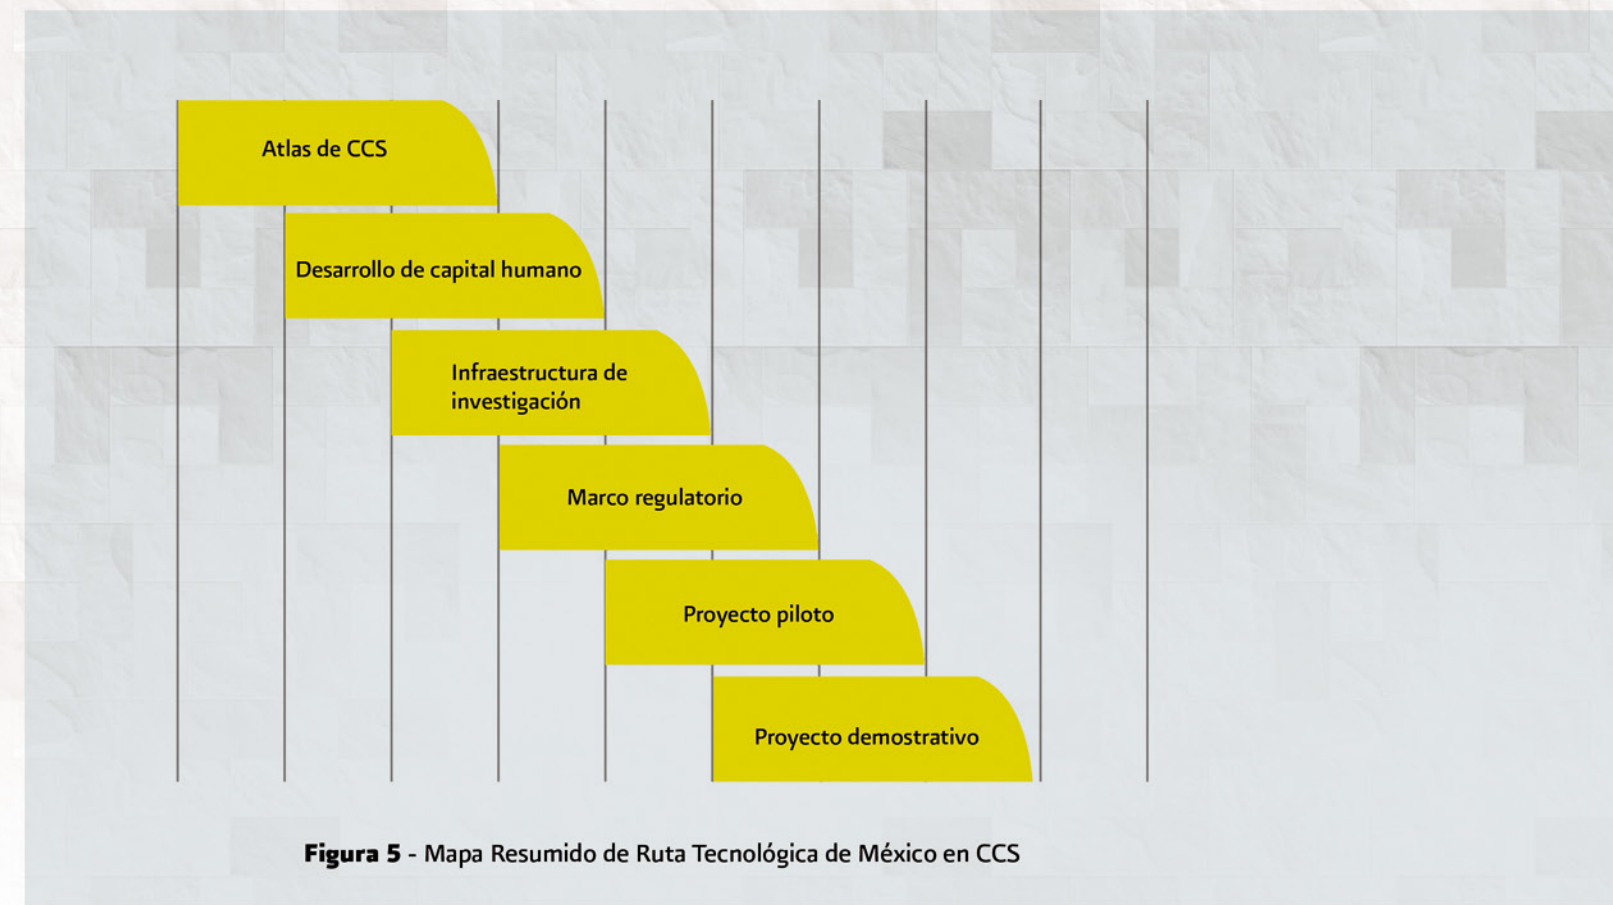 Atlas de CCS
Desarrollo de capital humano
Infraestructura de
investigación
Marco regulatorio
Proyecto piloto
Proyecto demostrativo
Figura 5 - Mapa Resumido de Ruta Tecnológica de México en CCS